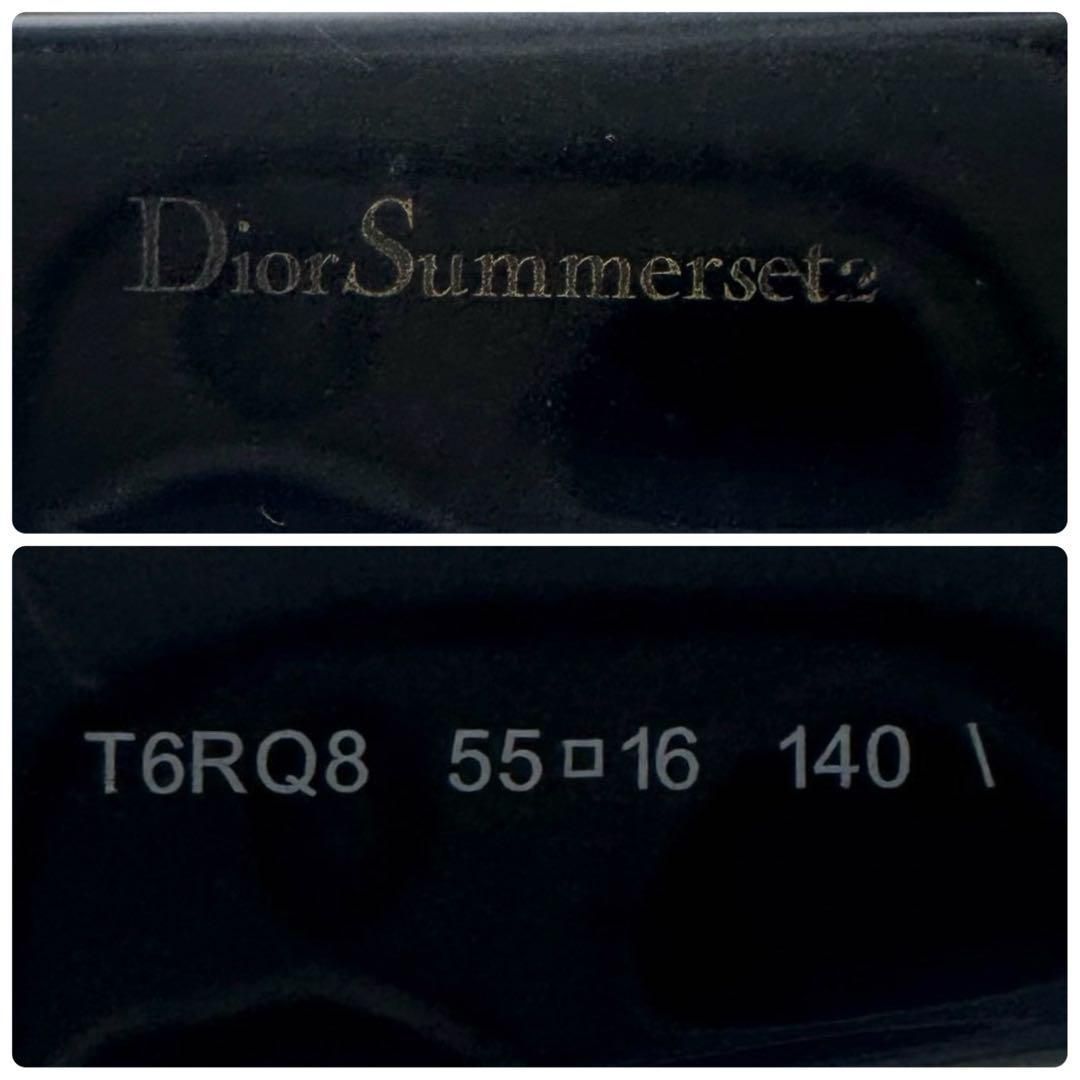 DiorSummerset2
T6RQ8 55□16 140 \